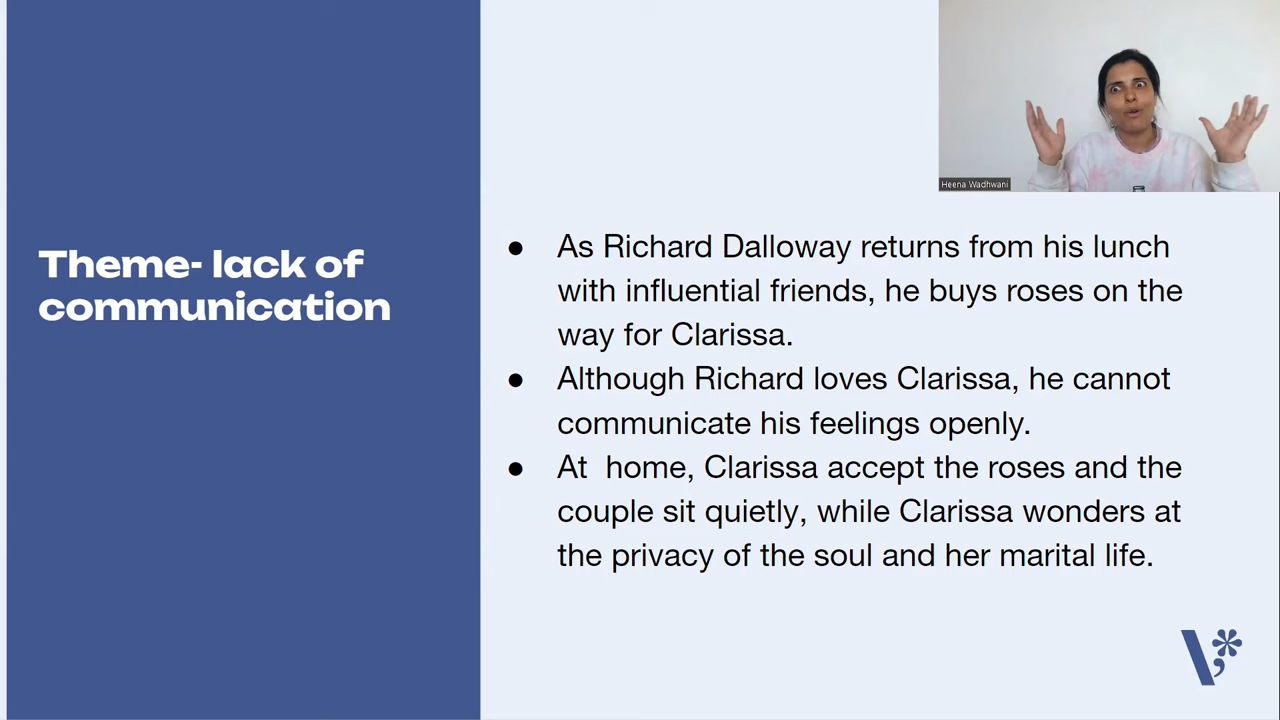 Heena Wadhwani
Theme- lack of
communication
● As Richard Dalloway returns from his lunch
with influential friends, he buys roses on the
way for Clarissa.
● Although Richard loves Clarissa, he cannot
communicate his feelings openly.
● At  home, Clarissa accept the roses and the
couple sit quietly, while Clarissa wonders at
the privacy of the soul and her marital life.